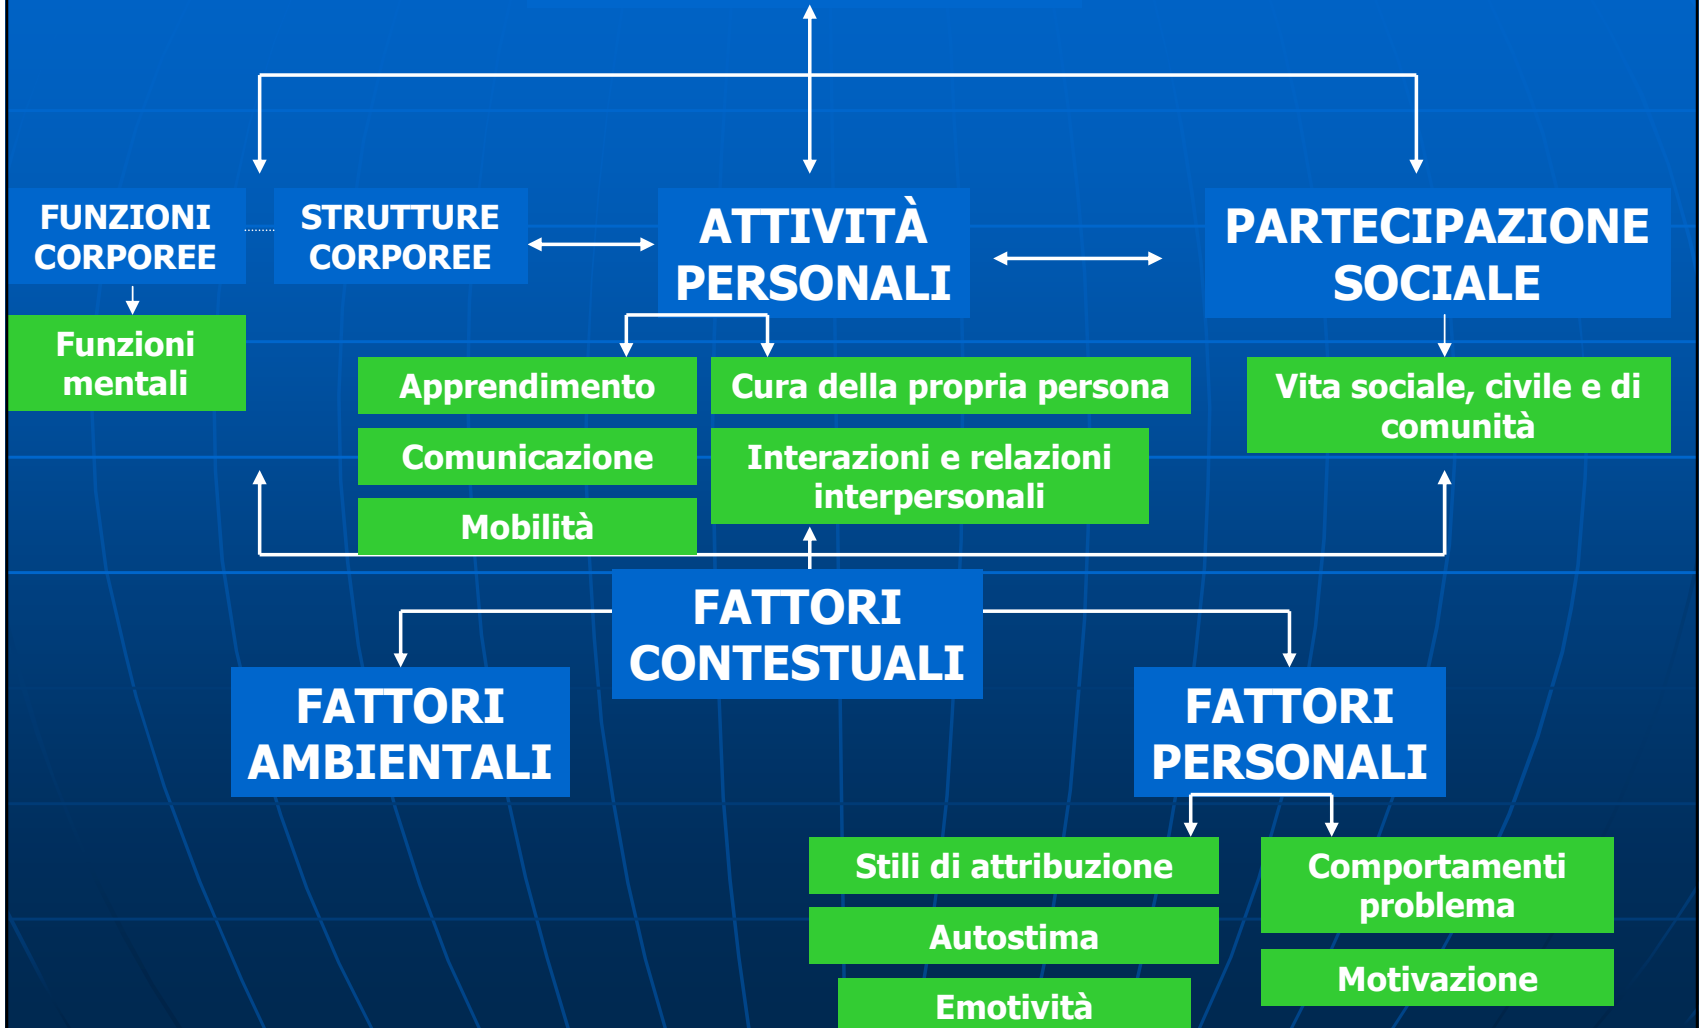 FUNZIONI
CORPOREE
STRUTTURE
CORPOREE
ATTIVITÀ
PERSONALI
PARTECIPAZIONE
SOCIALE
Funzioni
mentali
Apprendimento
Cura della propria persona
Vita sociale, civile e di
comunità
Comunicazione
Interazioni e relazioni
interpersonali
Mobilità
FATTORI
CONTESTUALI
FATTORI
AMBIENTALI
FATTORI
PERSONALI
Stili di attribuzione
Comportamenti
problema
Autostima
Motivazione
Emotività